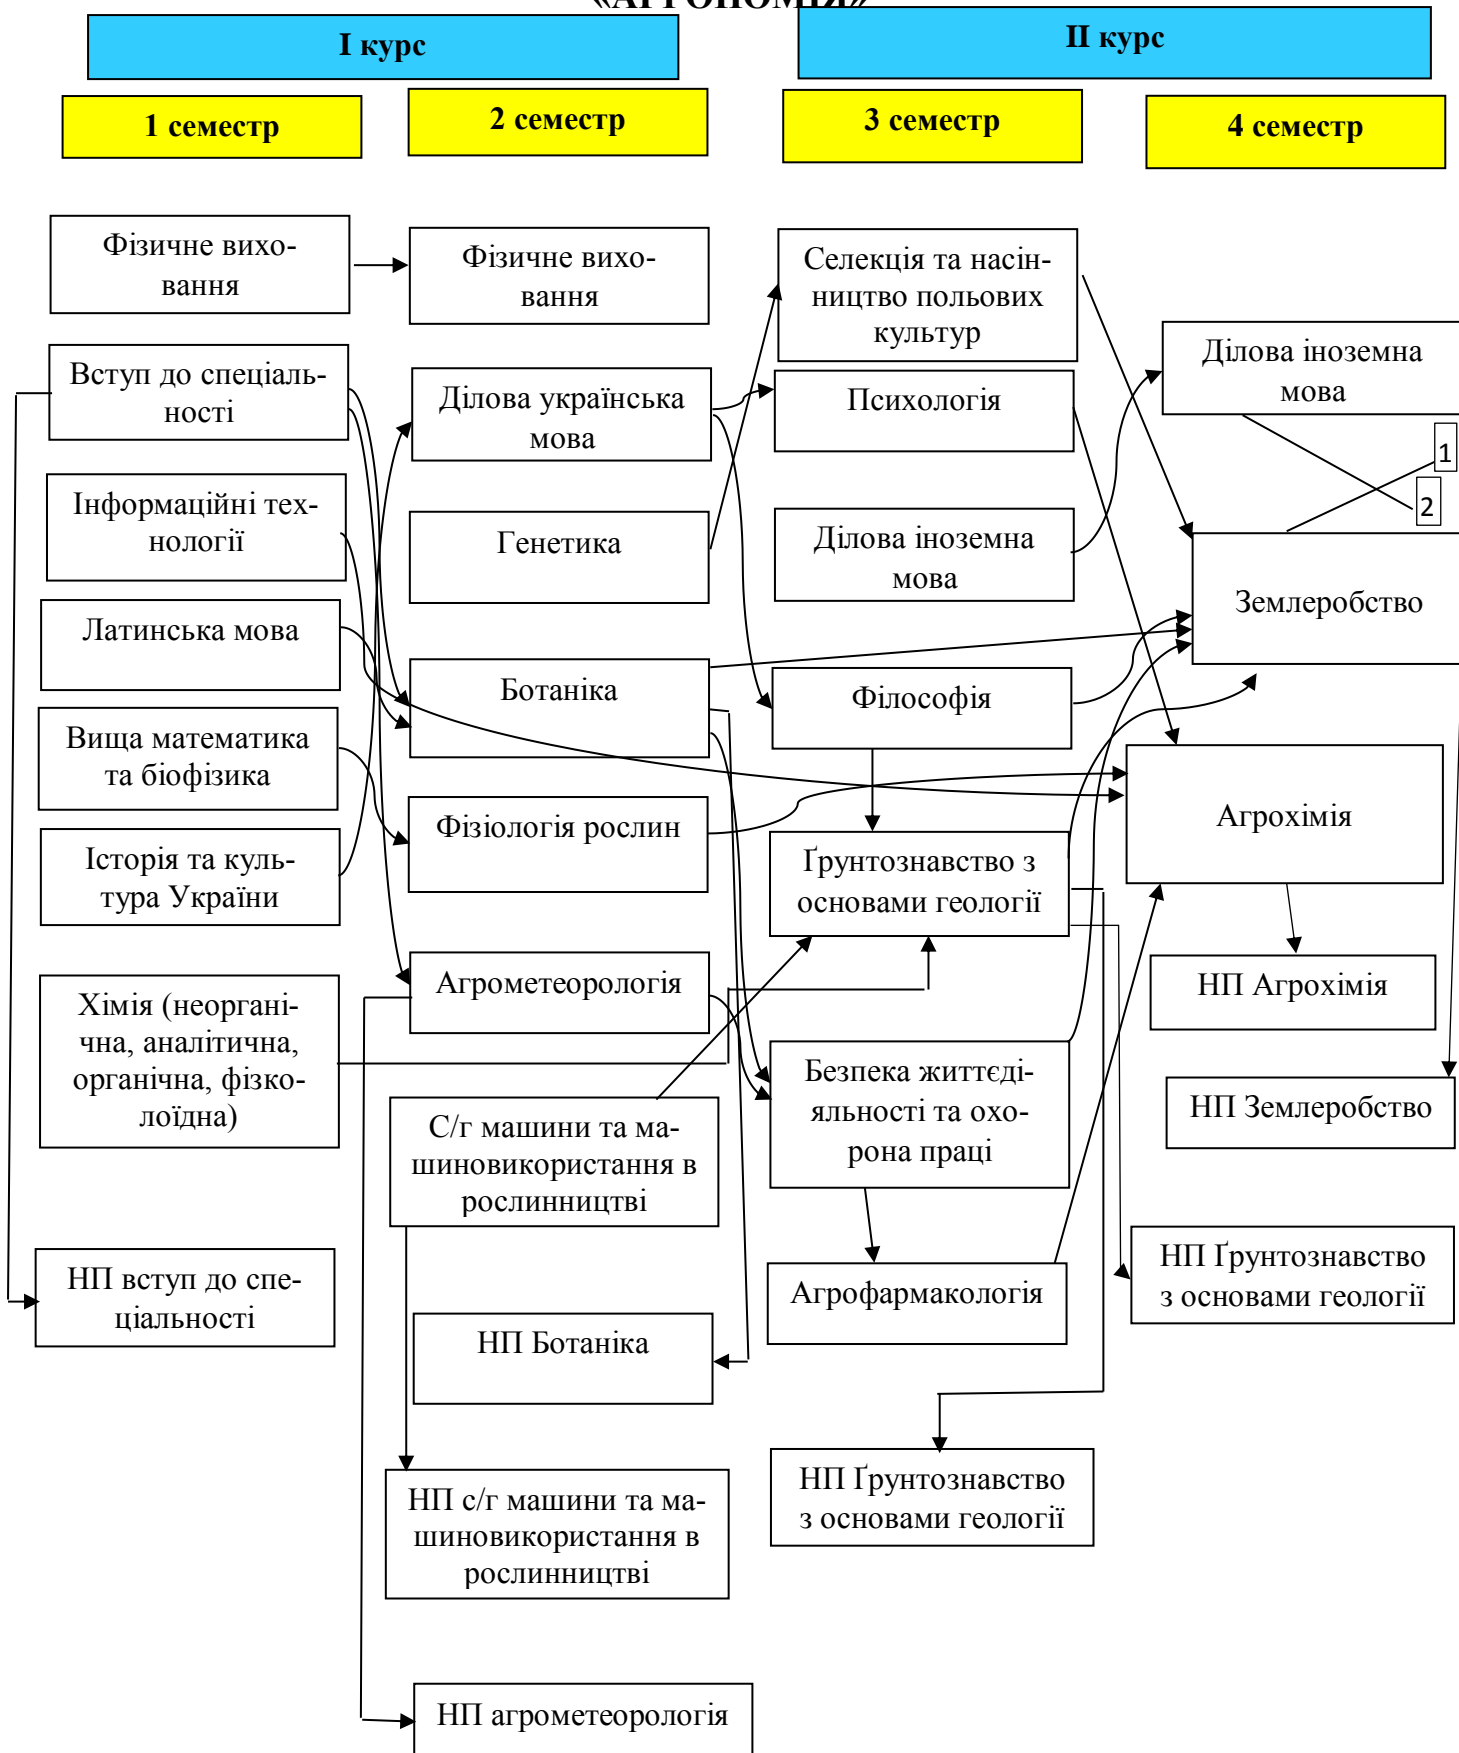 «АГРОНОМІЯ»
І курс
ІІ курс
1 семестр
2 семестр
3 семестр
4 семестр
Фізичне вихо-
вання
Вступ до спеціаль-
ності
Інформаційні тех-
нології
Латинська мова
Вища математика
та біофізика
Історія та куль-
тура України
Хімія (неоргані-
чна, аналітична,
органічна, фізко-
лоїдна)
НП вступ до спе-
ціальності
Фізичне вихо-
вання
Ділова українська
мова
Генетика
Ботаніка
Фізіологія рослин
Агрометеорологія
С/г машини та ма-
шиновикористання в
рослинництві
НП Ботаніка
НП с/г машини та ма-
шиновикористання в
рослинництві
НП агрометеорологія
Селекція та насін-
ництво польових
культур
Психологія
Ділова іноземна
мова
Філософія
Ґрунтознавство з
основами геології
Безпека життєді-
яльності та охо-
рона праці
Агрофармакологія
НП Ґрунтознавство
з основами геології
Ділова іноземна
мова
1
2
Землеробство
Агрохімія
НП Агрохімія
НП Землеробство
НП Ґрунтознавство
з основами геології